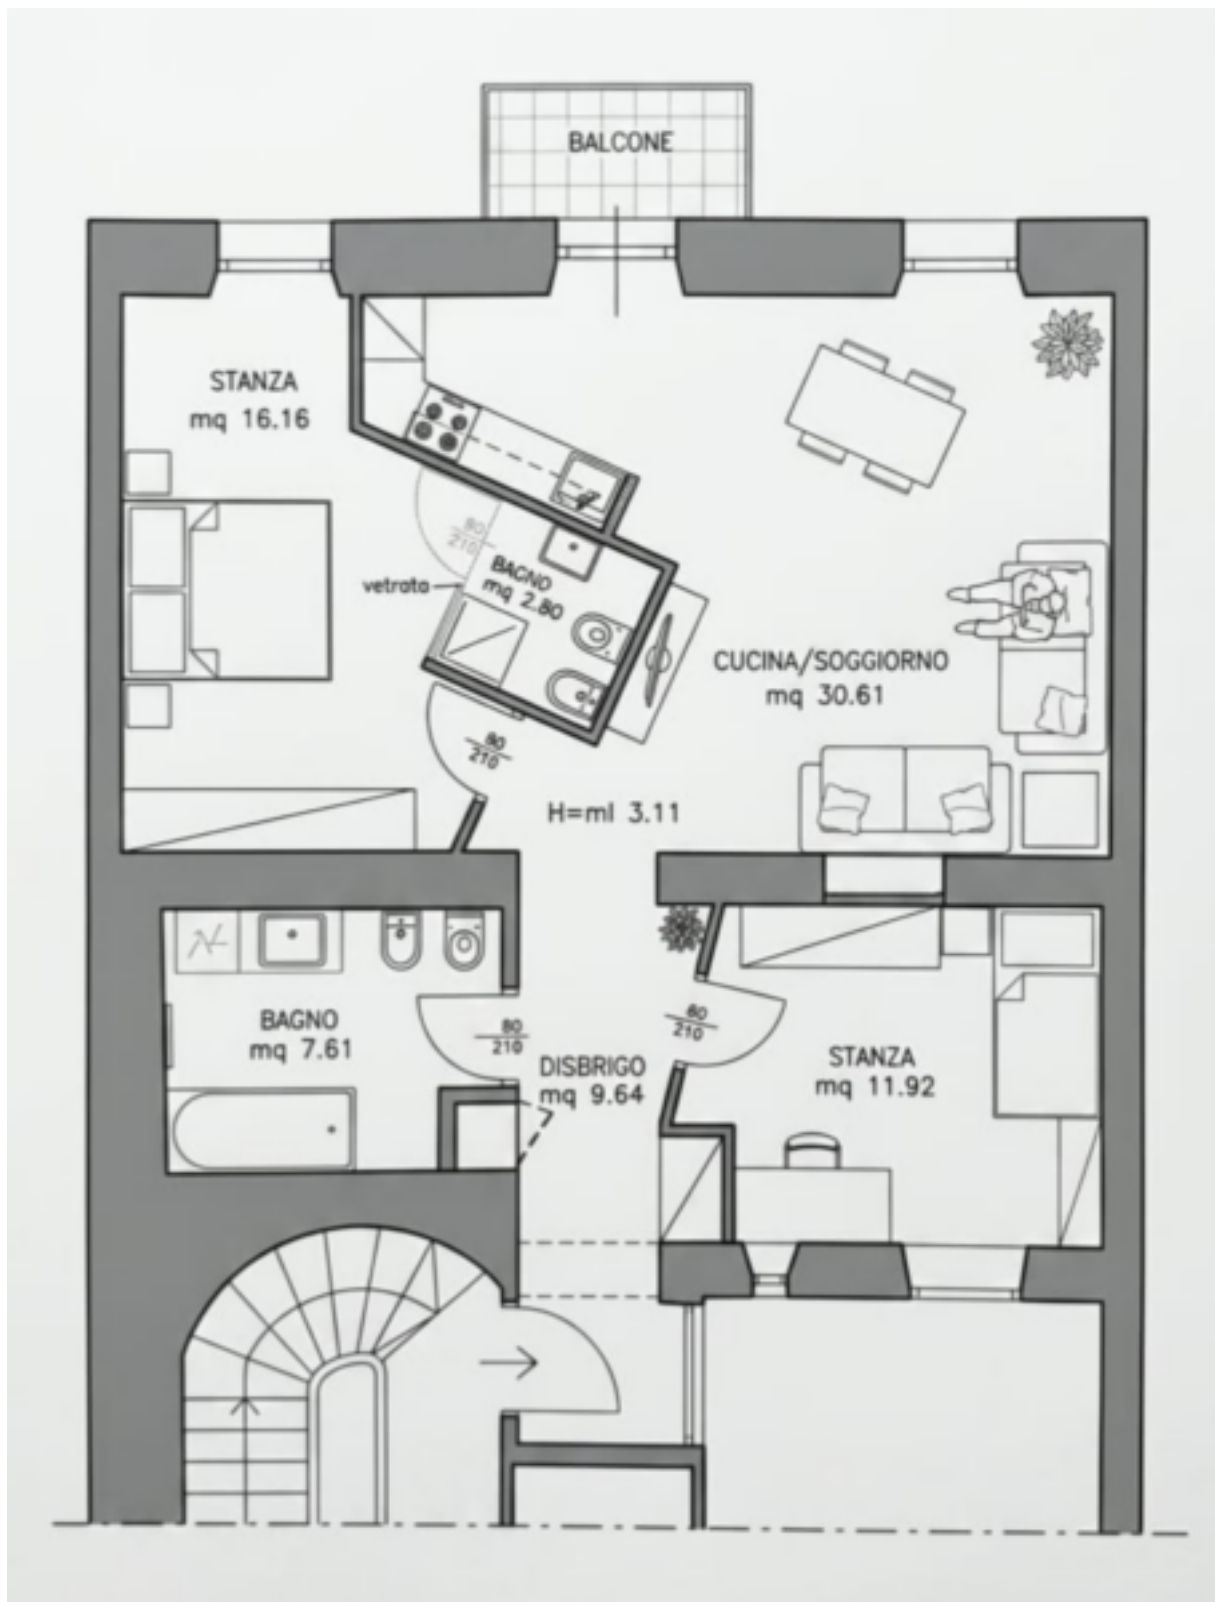 BALCONE
STANZA
mq 16.16
80
210
BAGNO
mq 2.80
vetrata
CUCINA/SOGGIORNO
mq 30.61
80
210
H=ml 3.11
BAGNO
mq 7.61
80
210
DISBRIGO
mq 9.64
60
210
STANZA
mq 11.92